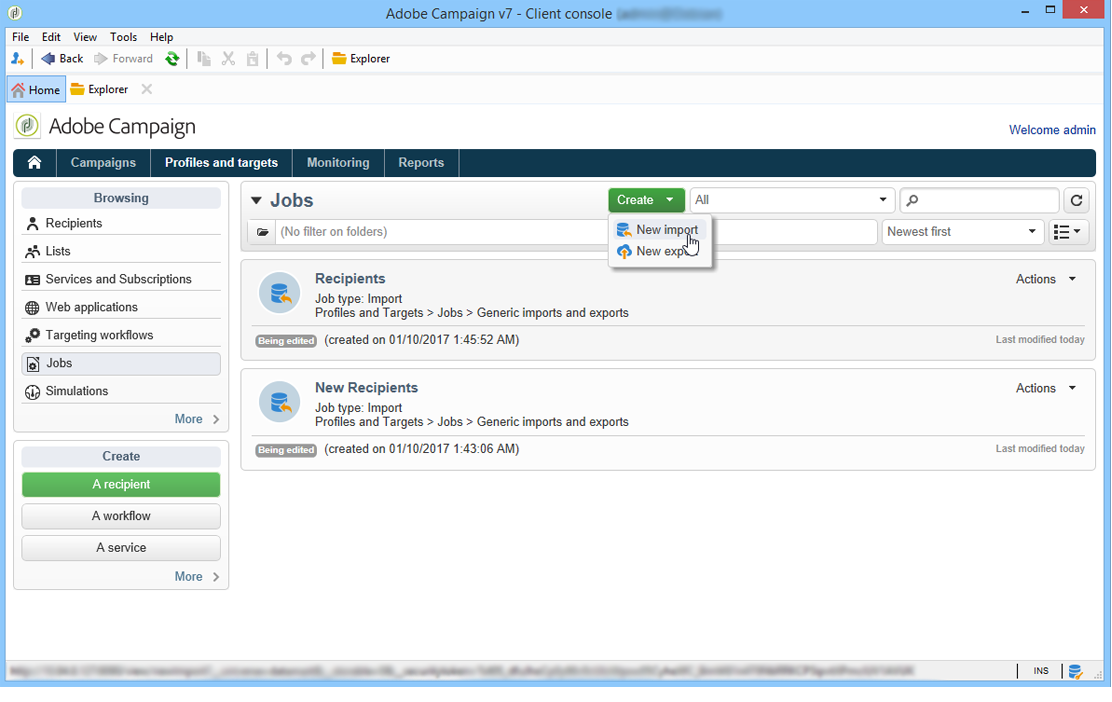 Adobe Campaign v7 - Client console
File Edit View Tools Help
Back Forward Explorer
Home Explorer
Adobe Campaign
Welcome admin
Campaigns Profiles and targets Monitoring Reports
Browsing
Recipients
Lists
Services and Subscriptions
Web applications
Targeting workflows
Jobs
Simulations
More
Create
A recipient
A workflow
A service
More
Jobs
Create All
(No filter on folders) Newest first
New import
New export
Recipients Actions
Job type: Import
Profiles and Targets > Jobs > Generic imports and exports
Being edited (created on 01/10/2017 1:45:52 AM) Last modified today
New Recipients Actions
Job type: Import
Profiles and Targets > Jobs > Generic imports and exports
Being edited (created on 01/10/2017 1:43:06 AM) Last modified today
INS